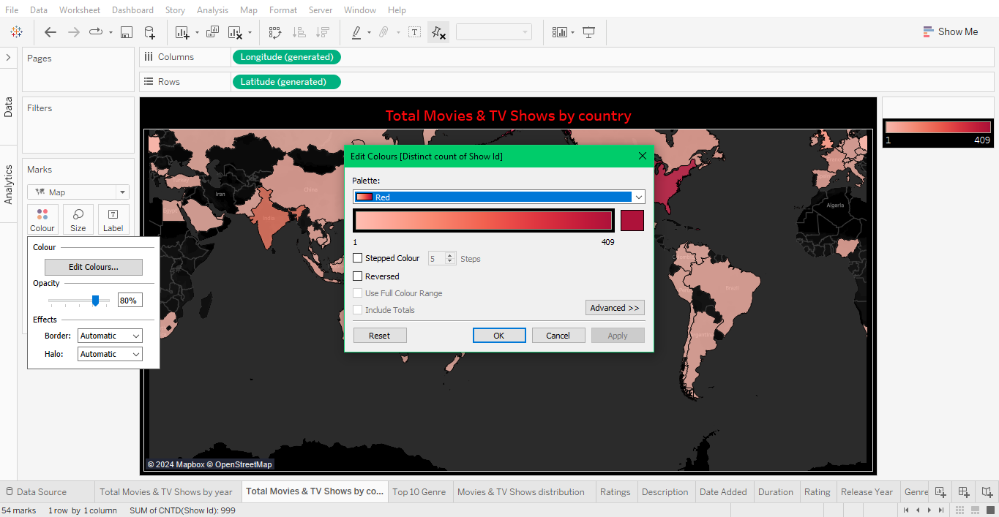 File Data Worksheet Dashboard Story Analysis Map Format Server Window Help
Show Me
Pages
Columns
Longitude (generated)
Rows
Latitude (generated)
Data
Analytics
Filters
Marks
Map
Colour
Size
Label
Colour
Edit Colours...
Opacity
80%
Effects
Border:
Automatic
Halo:
Automatic
Total Movies & TV Shows by country
Iran
China
India
Egypt
Algeria
Brazil
Argentina
© 2024 Mapbox © OpenStreetMap
Edit Colours [Distinct count of Show Id]
Palette:
Red
1
409
Stepped Colour
5
Steps
Reversed
Use Full Colour Range
Include Totals
Advanced >>
Reset
OK
Cancel
Apply
1
409
Data Source
Total Movies & TV Shows by year
Total Movies & TV Shows by co...
Top 10 Genre
Movies & TV Shows distribution
Ratings
Description
Date Added
Duration
Rating
Release Year
Genre
54 marks
1 row by 1 column
SUM of CNTD(Show Id): 999